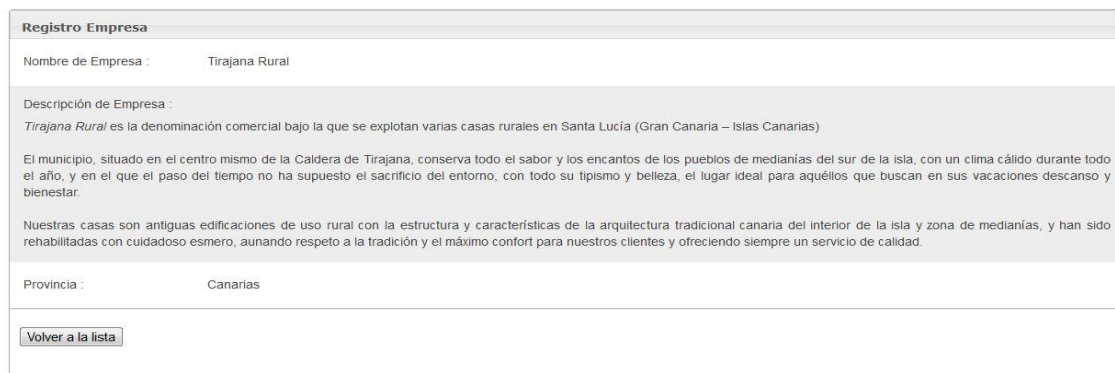 Registro Empresa
Nombre de Empresa : Tirajana Rural
Descripción de Empresa :
Tirajana Rural es la denominación comercial bajo la que se explotan varias casas rurales en Santa Lucía (Gran Canaria – Islas Canarias)
El municipio, situado en el centro mismo de la Caldera de Tirajana, conserva todo el sabor y los encantos de los pueblos de medianías del sur de la isla, con un clima cálido durante todo
el año, y en el que el paso del tiempo no ha supuesto el sacrificio del entorno, con todo su tipismo y belleza, el lugar ideal para aquéllos que buscan en sus vacaciones descanso y
bienestar.
Nuestras casas son antiguas edificaciones de uso rural con la estructura y características de la arquitectura tradicional canaria del interior de la isla y zona de medianías, y han sido
rehabilitadas con cuidadoso esmero, aunando respeto a la tradición y el máximo confort para nuestros clientes y ofreciendo siempre un servicio de calidad.
Provincia : Canarias
Volver a la lista